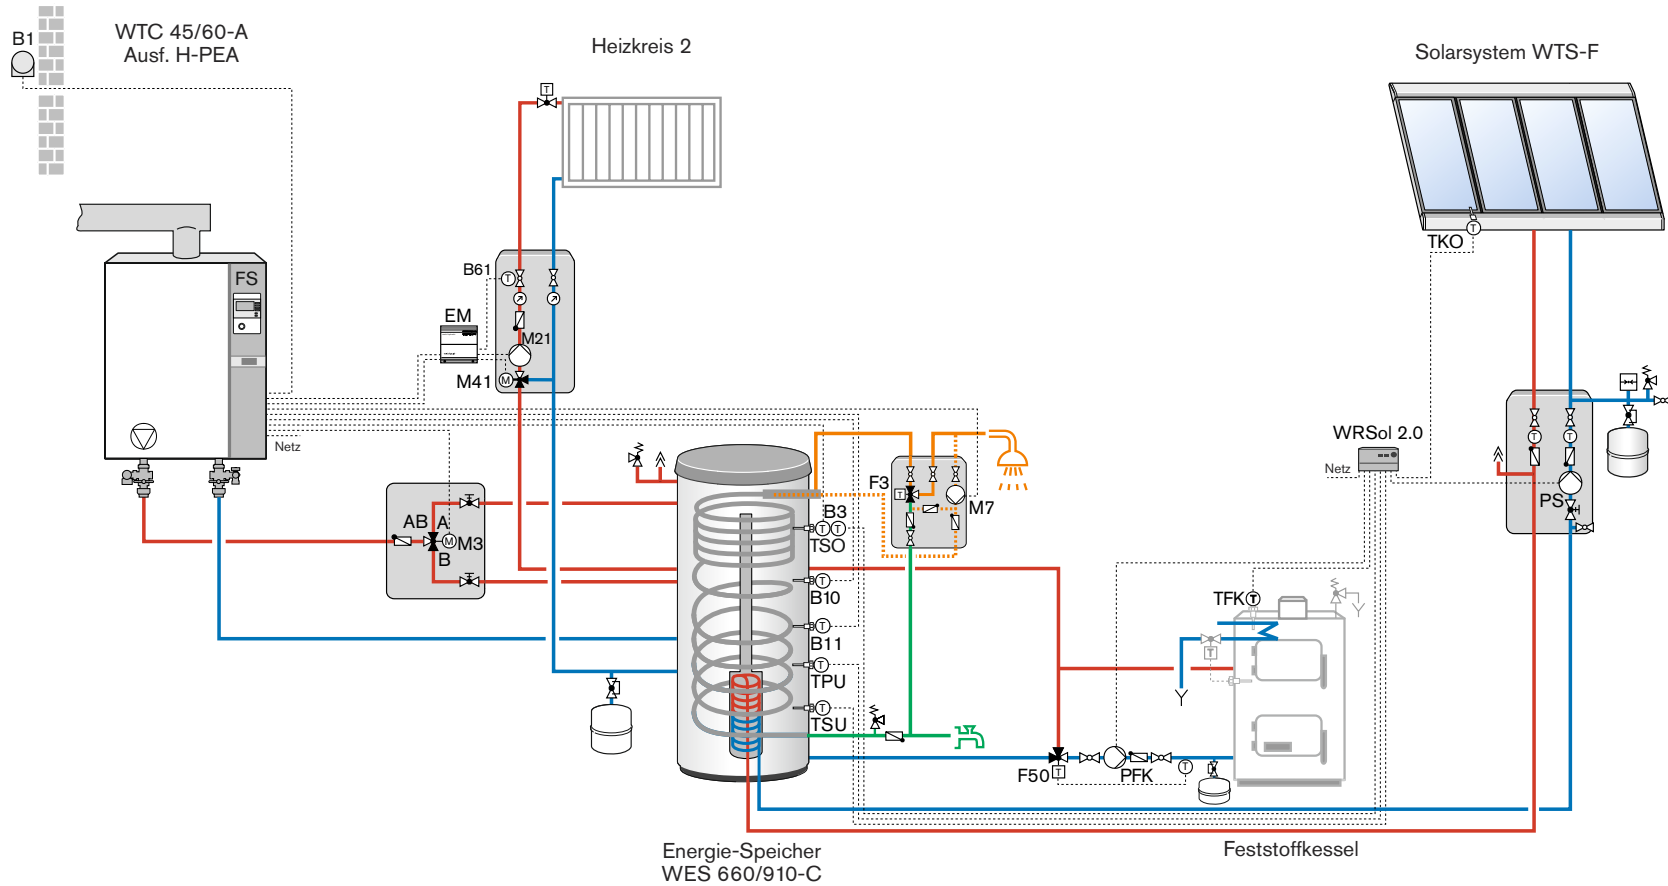 B1
WTC 45/60-A
Ausf. H-PEA
Heizkreis 2
Solarsystem WTS-F
T
TKO
T
FS
B61
T
EM
M21
M41
M
Netz
WRSol 2.0
Netz
T
T
PS
F3
T
M7
AB
A
M
M3
B
B3
T
T
TSO
T
B10
T
B11
T
TPU
T
TSU
TFK
T
T
F50
T
PFK
T
Energie-Speicher
WES 660/910-C
Feststoffkessel